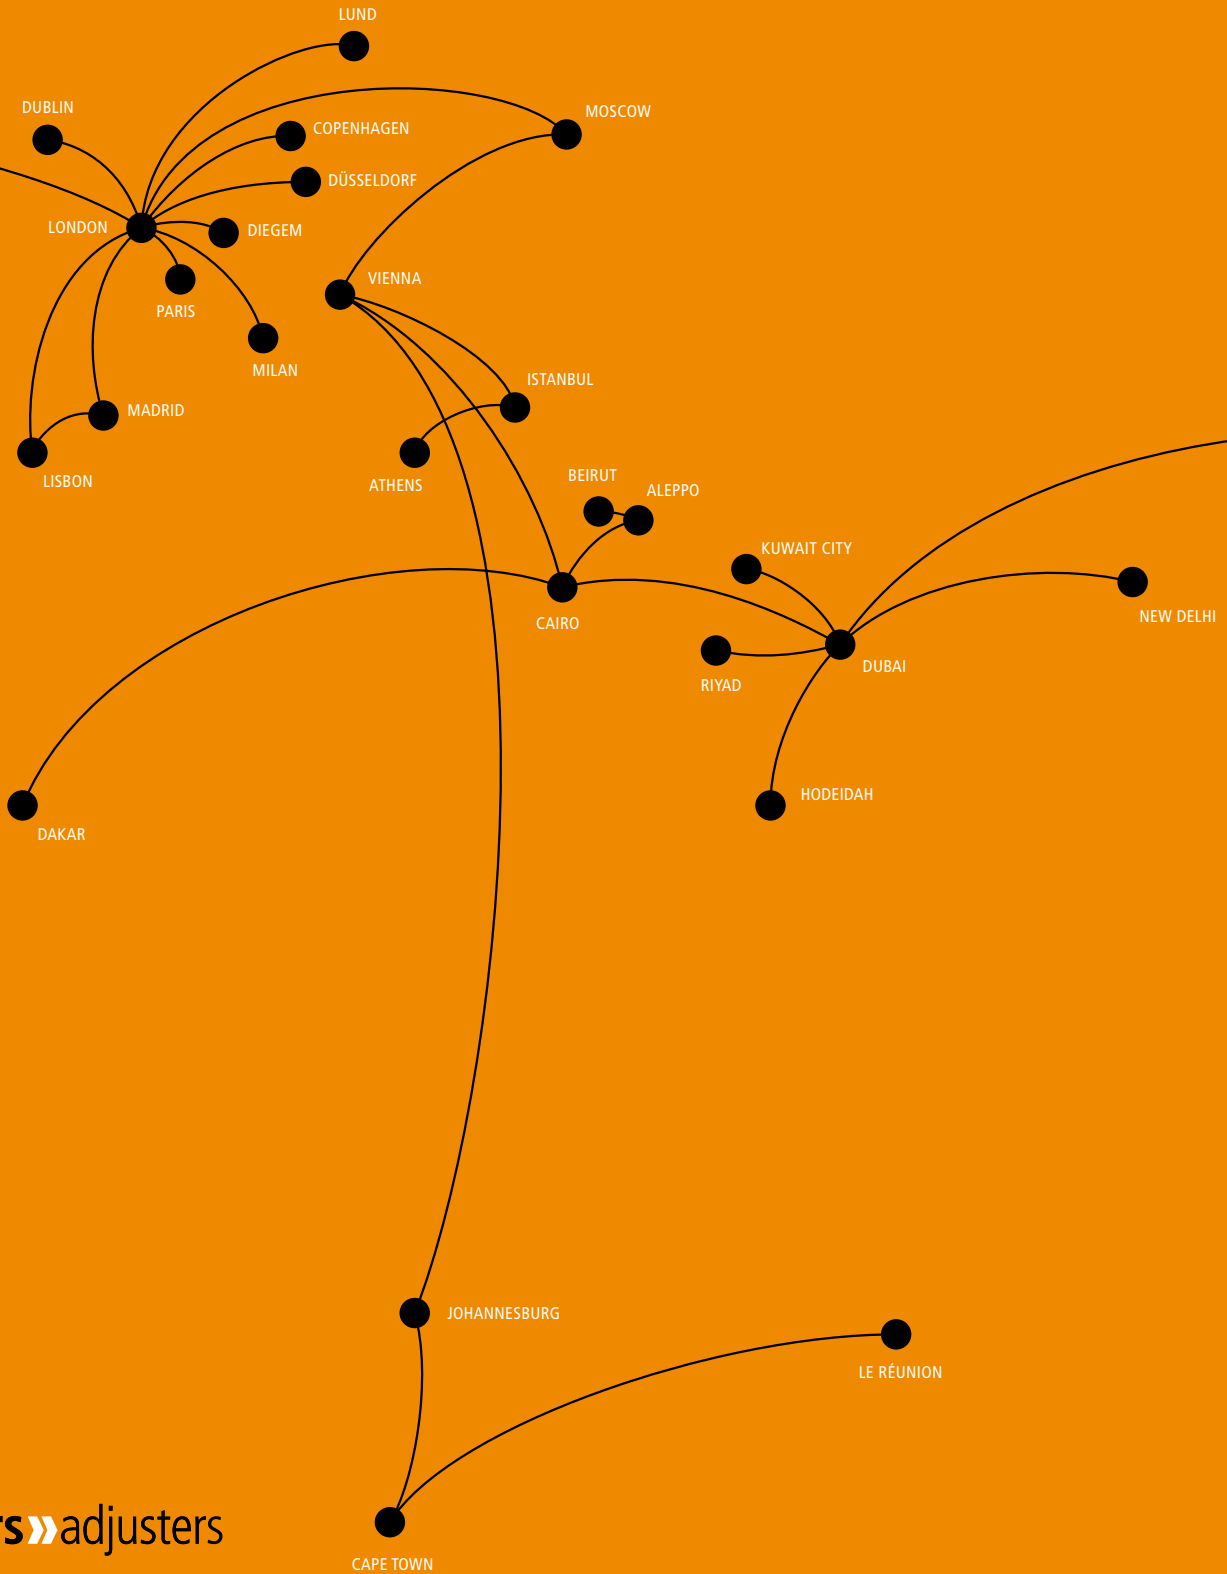 LUND
DUBLIN
MOSCOW
COPENHAGEN
DÜSSELDORF
LONDON
DIEGEM
VIENNA
PARIS
MILAN
ISTANBUL
MADRID
LISBON
ATHENS
BEIRUT
ALEPPO
KUWAIT CITY
NEW DELHI
CAIRO
DUBAI
RIYAD
HODEIDAH
DAKAR
JOHANNESBURG
LE RÉUNION
adjusters
CAPE TOWN